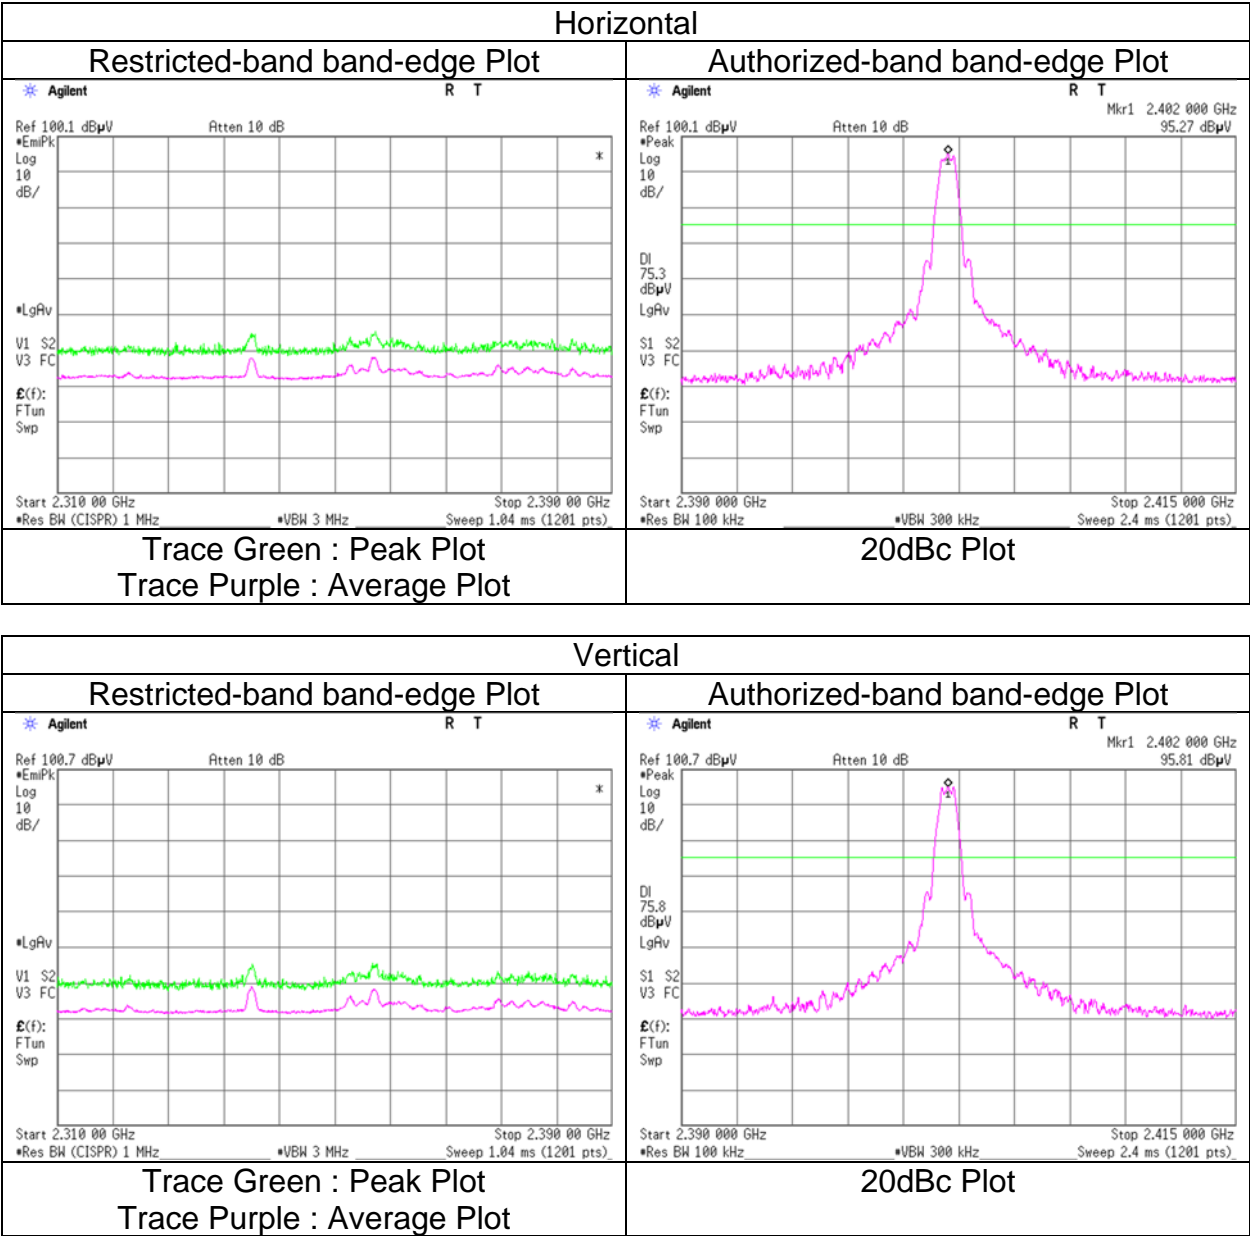 Horizontal
Restricted-band band-edge Plot
Authorized-band band-edge Plot
Agilent R T
Ref 100.1 dBµV Atten 10 dB
*EmiPk
Log
10
dB/
*
*LgAv
V1 S2
V3 FC
£(f):
FTun
Swp
Start 2.310 00 GHz Stop 2.390 00 GHz
*Res BW (CISPR) 1 MHz *VBW 3 MHz Sweep 1.04 ms (1201 pts)
Agilent R T
Mkr1 2.402 000 GHz
Ref 100.1 dBµV Atten 10 dB 95.27 dBµV
*Peak
Log
10
dB/
1
DI
75.3
dBµV
LgAv
S1 S2
V3 FC
£(f):
FTun
Swp
Start 2.390 000 GHz Stop 2.415 000 GHz
*Res BW 100 kHz *VBW 300 kHz Sweep 2.4 ms (1201 pts)
Trace Green : Peak Plot
Trace Purple : Average Plot
20dBc Plot
Vertical
Restricted-band band-edge Plot
Authorized-band band-edge Plot
Agilent R T
Ref 100.7 dBµV Atten 10 dB
*EmiPk
Log
10
dB/
*
*LgAv
V1 S2
V3 FC
£(f):
FTun
Swp
Start 2.310 00 GHz Stop 2.390 00 GHz
*Res BW (CISPR) 1 MHz *VBW 3 MHz Sweep 1.04 ms (1201 pts)
Agilent R T
Mkr1 2.402 000 GHz
Ref 100.7 dBµV Atten 10 dB 95.81 dBµV
*Peak
Log
10
dB/
1
DI
75.8
dBµV
LgAv
S1 S2
V3 FC
£(f):
FTun
Swp
Start 2.390 000 GHz Stop 2.415 000 GHz
*Res BW 100 kHz *VBW 300 kHz Sweep 2.4 ms (1201 pts)
Trace Green : Peak Plot
Trace Purple : Average Plot
20dBc Plot